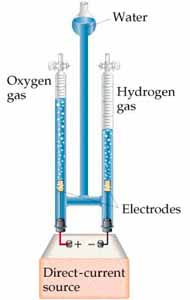 Water
Oxygen
gas
Hydrogen
gas
Electrodes
+ −
Direct-current
source